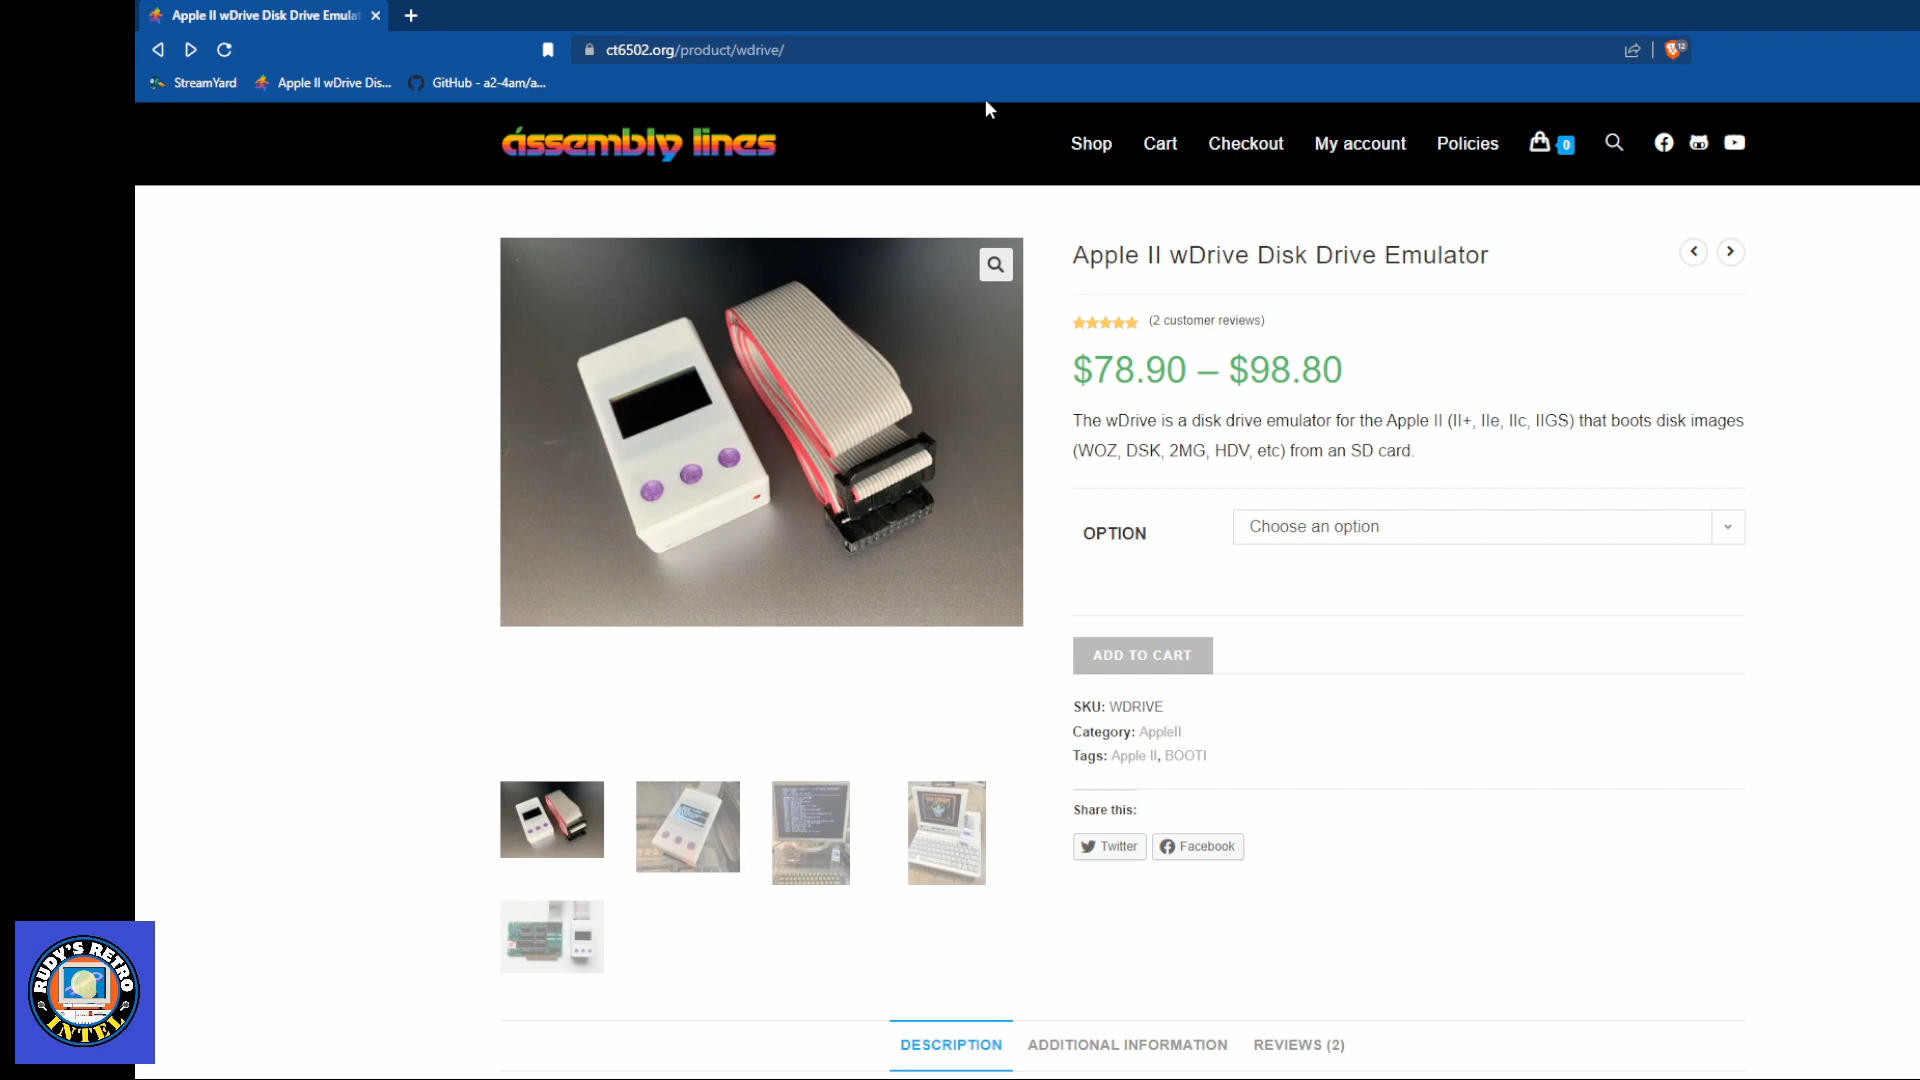 Apple II wDrive Disk Drive Emula
ct6502.org/product/wdrive/
12
StreamYard
Apple II wDrive Dis...
GitHub - a2-4am/a...
assembly lines
Shop
Cart
Checkout
My account
Policies
0
Apple II wDrive Disk Drive Emulator
(2 customer reviews)
$78.90 – $98.80
The wDrive is a disk drive emulator for the Apple II (II+, IIe, IIc, IIGS) that boots disk images
(WOZ, DSK, 2MG, HDV, etc) from an SD card.
OPTION
Choose an option
ADD TO CART
SKU: WDRIVE
Category: AppleII
Tags: Apple II, BOOTI
Share this:
Twitter
Facebook
RUDY'S RETRO
INTEL
DESCRIPTION
ADDITIONAL INFORMATION
REVIEWS (2)